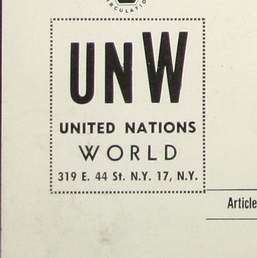 UNW
UNITED NATIONS
WORLD
319 E. 44 St. N.Y. 17, N.Y.
Article